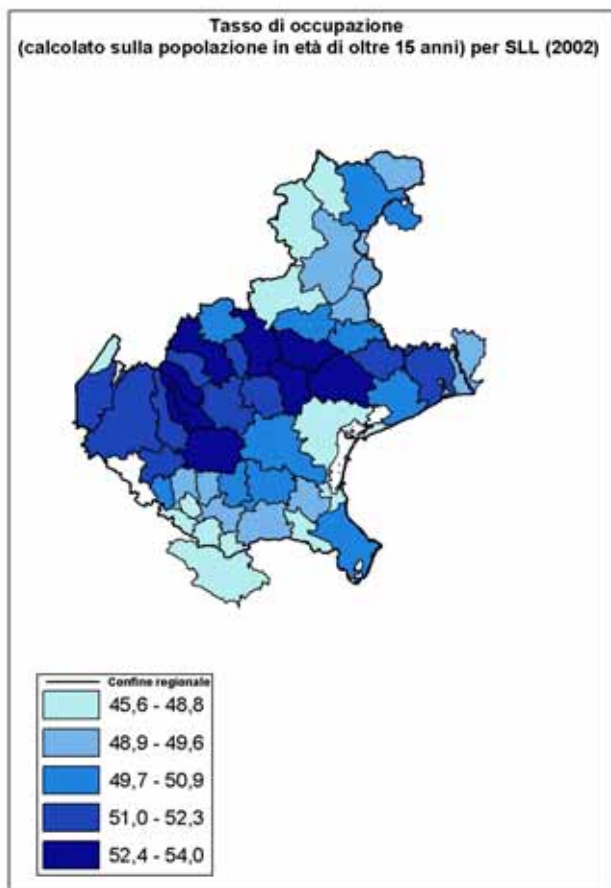 Tasso di occupazione
(calcolato sulla popolazione in età di oltre 15 anni) per SLL (2002)
Confine regionale
45,6 - 48,8
48,9 - 49,6
49,7 - 50,9
51,0 - 52,3
52,4 - 54,0